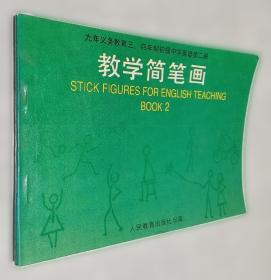 九年义务教育三、四年制初级中学英语第二册
教学简笔画
STICK FIGURES FOR ENGLISH TEACHING
BOOK 2
人民教育出版社出版